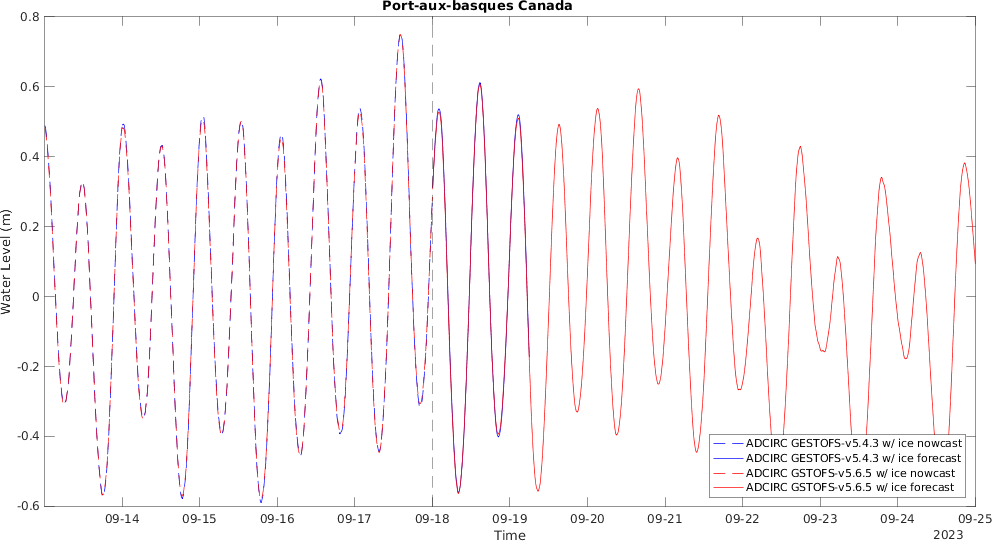 Port-aux-basques Canada
Water Level (m)
0.8
0.6
0.4
0.2
0
-0.2
-0.4
-0.6
09-14 09-15 09-16 09-17 09-18 09-19 09-20 09-21 09-22 09-23 09-24 09-25
Time
2023
ADCIRC GESTOFS-v5.4.3 w/ ice nowcast
ADCIRC GESTOFS-v5.4.3 w/ ice forecast
ADCIRC GSTOFS-v5.6.5 w/ ice nowcast
ADCIRC GSTOFS-v5.6.5 w/ ice forecast